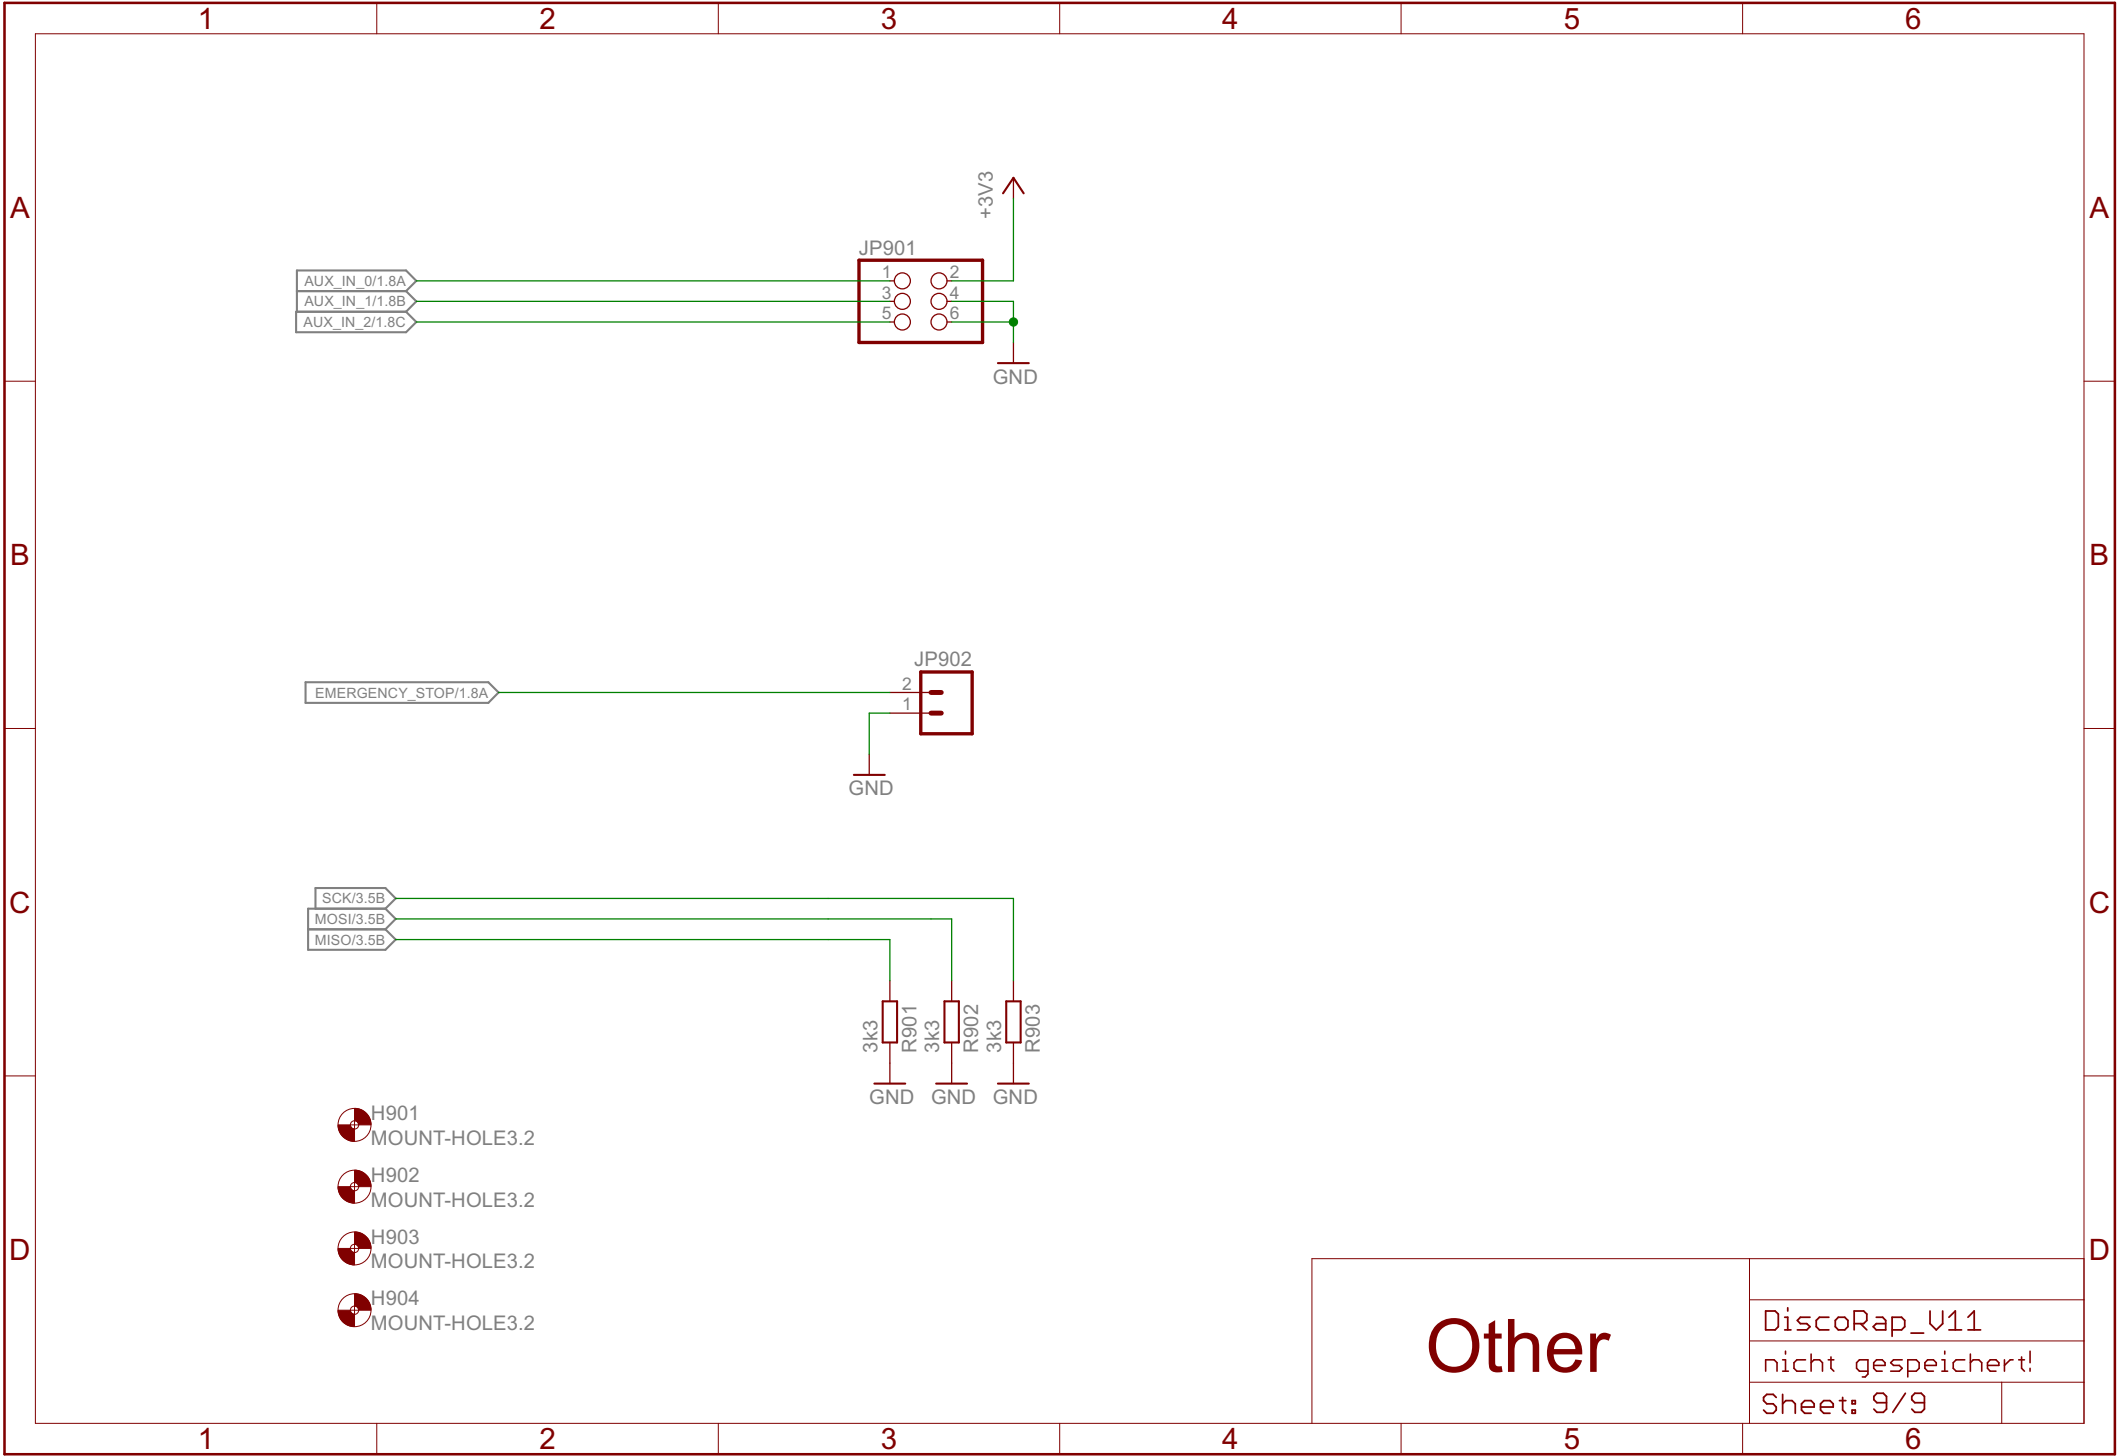 1 2 3 4 5 6
A A
+3V3
JP901
AUX_IN_0/1.8A 1 2
AUX_IN_1/1.8B 3 4
AUX_IN_2/1.8C 5 6
GND
B B
JP902
EMERGENCY_STOP/1.8A 2
1
GND
C C
SCK/3.5B
MOSI/3.5B
MISO/3.5B
3k3 R901 3k3 R902 3k3 R903
GND GND GND
H901
MOUNT-HOLE3.2
H902
MOUNT-HOLE3.2
H903
MOUNT-HOLE3.2
D D
H904
MOUNT-HOLE3.2
Other
DiscoRap_V11
nicht gespeichert!
Sheet: 9/9
1 2 3 4 5 6